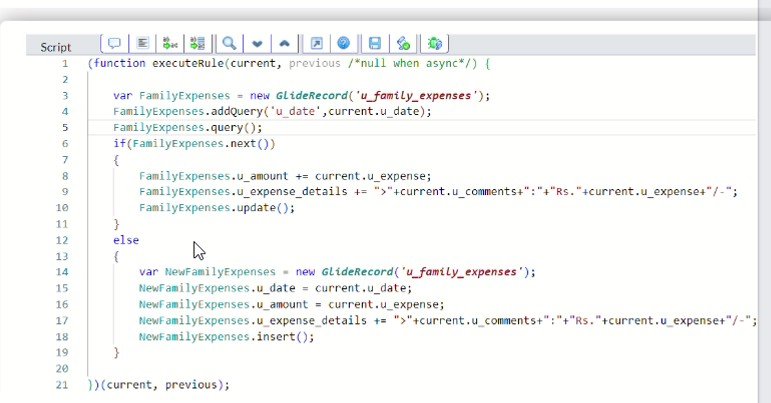 Script
1 (function executeRule(current, previous /*null when async*/) {
2
3 var FamilyExpenses = new GlideRecord('u_family_expenses');
4 FamilyExpenses.addQuery('u_date',current.u_date);
5 FamilyExpenses.query();
6 if(FamilyExpenses.next())
7 {
8 FamilyExpenses.u_amount += current.u_expense;
9 FamilyExpenses.u_expense_details += ">"+current.u_comments+":"+"Rs."+current.u_expense+"/-";
10 FamilyExpenses.update();
11 }
12 else
13 {
14 var NewFamilyExpenses = new GlideRecord('u_family_expenses');
15 NewFamilyExpenses.u_date = current.u_date;
16 NewFamilyExpenses.u_amount = current.u_expense;
17 NewFamilyExpenses.u_expense_details += ">"+current.u_comments+":"+"Rs."+current.u_expense+"/-";
18 NewFamilyExpenses.insert();
19 }
20
21 })(current, previous);